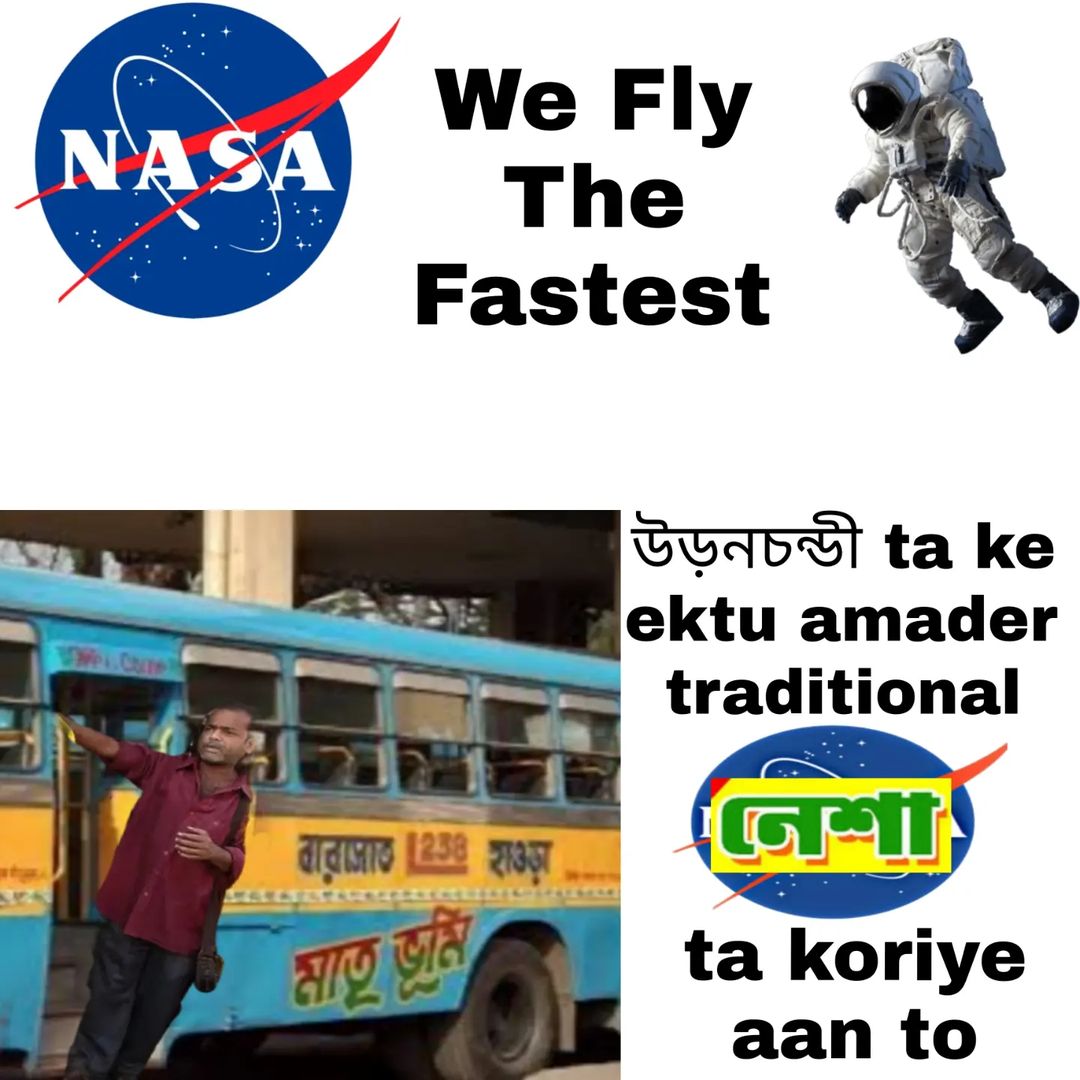 NASA
We Fly
The
Fastest
উড়নচন্ডী ta ke
ektu amader
traditional
নেশা
ta koriye
aan to
বারাসাত L238 হাওড়া
মাতৃ ভূমি